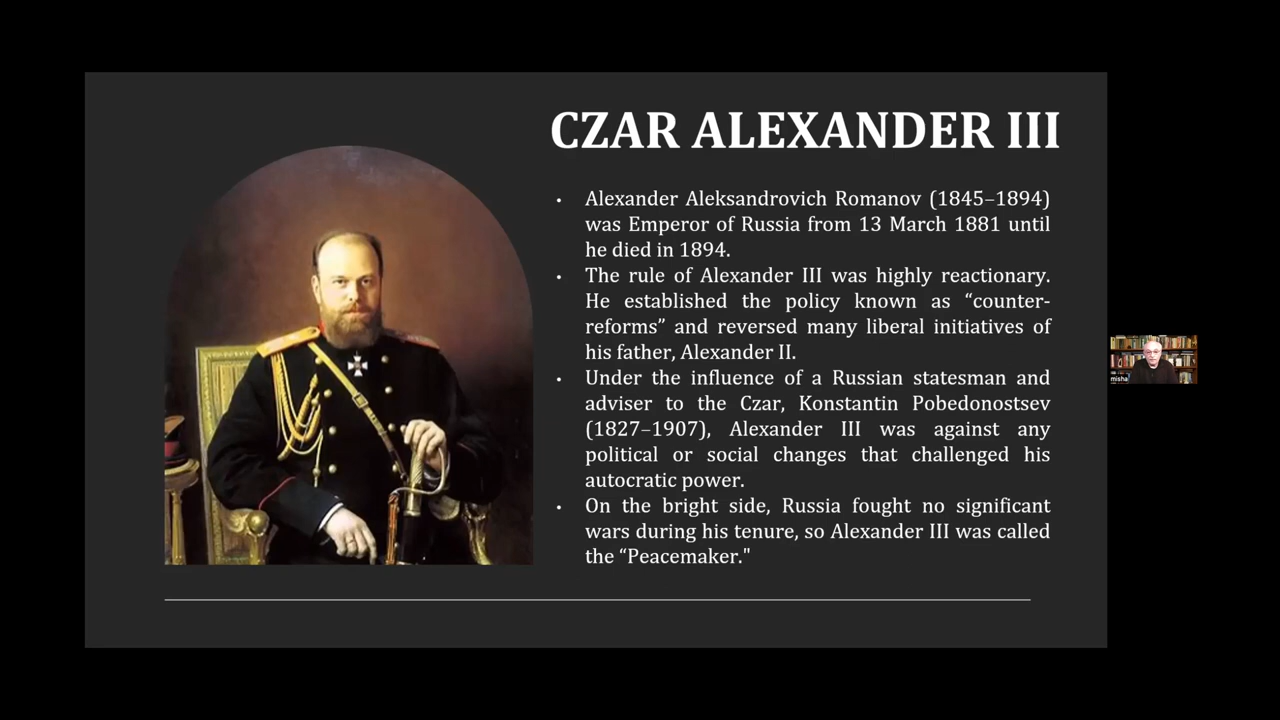 CZAR ALEXANDER III
• Alexander Aleksandrovich Romanov (1845–1894)
was Emperor of Russia from 13 March 1881 until
he died in 1894.
• The rule of Alexander III was highly reactionary.
He established the policy known as “counter-
reforms” and reversed many liberal initiatives of
his father, Alexander II.
• Under the influence of a Russian statesman and
adviser to the Czar, Konstantin Pobedonostsev
(1827–1907), Alexander III was against any
political or social changes that challenged his
autocratic power.
• On the bright side, Russia fought no significant
wars during his tenure, so Alexander III was called
the “Peacemaker."
misha